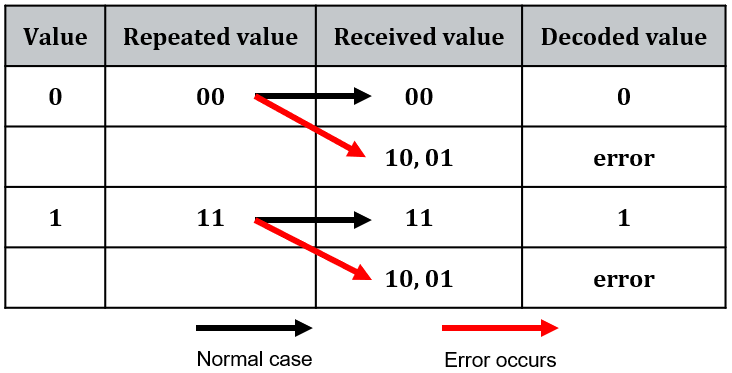 Value Repeated value Received value Decoded value
0 00 00 0
10, 01 error
1 11 11 1
10, 01 error
Normal case Error occurs